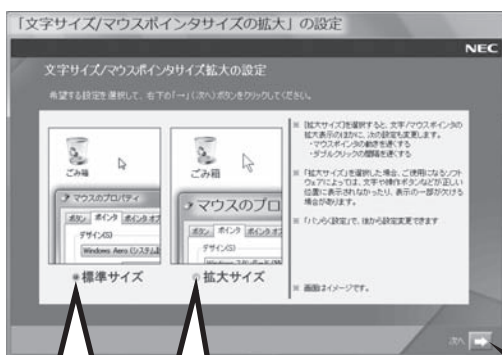 「文字サイズ/マウスポインタサイズの拡大」の設定
NEC
文字サイズ/マウスポインタサイズ拡大の設定
希望する設定を選択して、右下の「→」(次へ)ボタンをクリックしてください。
ごみ箱
マウスのプロパティ
ボタン ポインタ ポインタ オプ
デザイン(S)
Windows Aero (システム設
標準サイズ
ごみ箱
マウスのプロ
ボタン ポインタ ポインタ オ
デザイン(S)
拡大サイズ
※ 「拡大サイズ」を選択すると、文字/マウスポインタの
拡大表示のほかに、次の設定も変更します。
・マウスポインタの動きを遅くする
・ダブルクリックの間隔を遅くする
※ 「拡大サイズ」を選択した場合、ご使用になるソフト
ウェアによっては、文字や操作ボタンなどが正しい
位置に表示されなかったり、表示の一部が欠ける
場合があります。
※ 「パソらく設定」で、後から設定変更できます
※ 画面はイメージです。
次へ